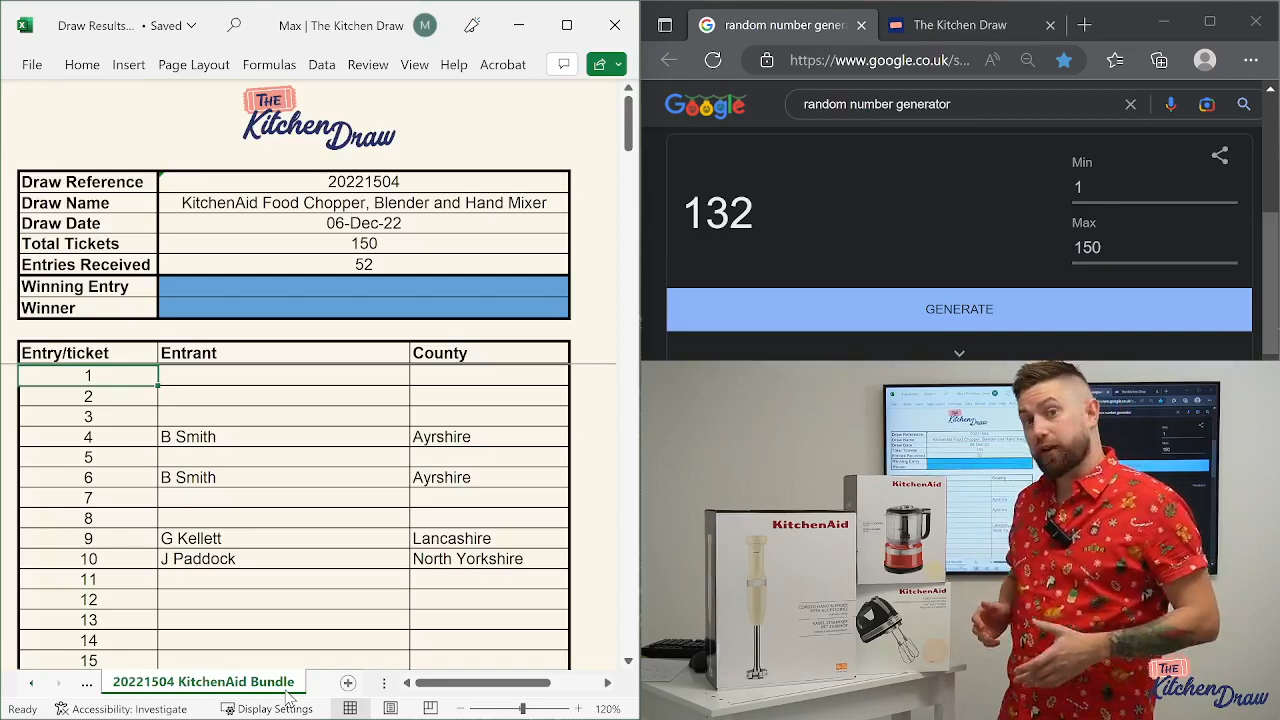 Draw Results... • Saved
Max | The Kitchen Draw
M
File Home Insert Page Layout Formulas Data Review View Help Acrobat
THE
Kitchen Draw
Draw Reference 20221504
Draw Name KitchenAid Food Chopper, Blender and Hand Mixer
Draw Date 06-Dec-22
Total Tickets 150
Entries Received 52
Winning Entry
Winner
Entry/ticket Entrant County
1
2
3
4 B Smith Ayrshire
5
6 B Smith Ayrshire
7
8
9 G Kellett Lancashire
10 J Paddock North Yorkshire
11
12
13
14
15
... 20221504 KitchenAid Bundle
Ready Accessibility: Investigate Display Settings 120%
random number genera
The Kitchen Draw
https://www.google.co.uk/s...
Google
random number generator
132
Min
1
Max
150
GENERATE
KitchenAid
KitchenAid
KitchenAid
THE
Kitchen Draw